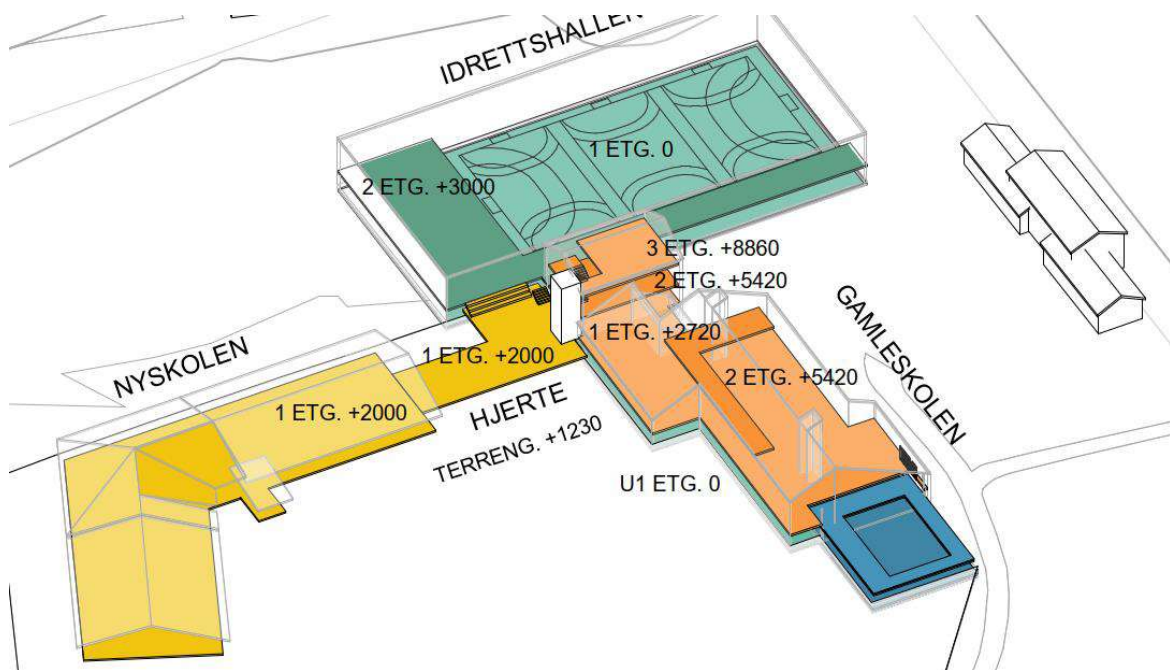 IDRETTSHALLEN
1 ETG. 0
2 ETG. +3000
3 ETG. +8860
2 ETG. +5420
1 ETG. +2720
GAMLESKOLEN
NYSKOLEN
1 ETG. +2000
2 ETG. +5420
1 ETG. +2000
HJERTE
TERRENG. +1230
U1 ETG. 0